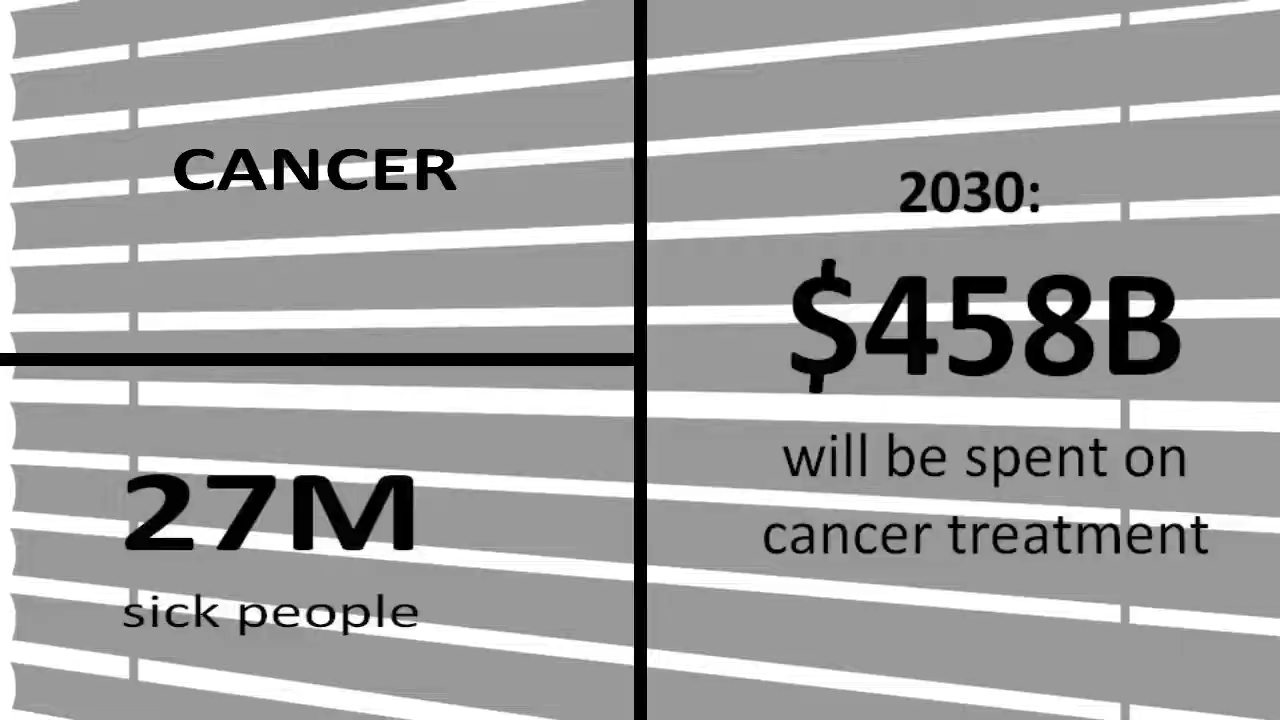 CANCER
27M
sick people
2030:
$458B
will be spent on
cancer treatment